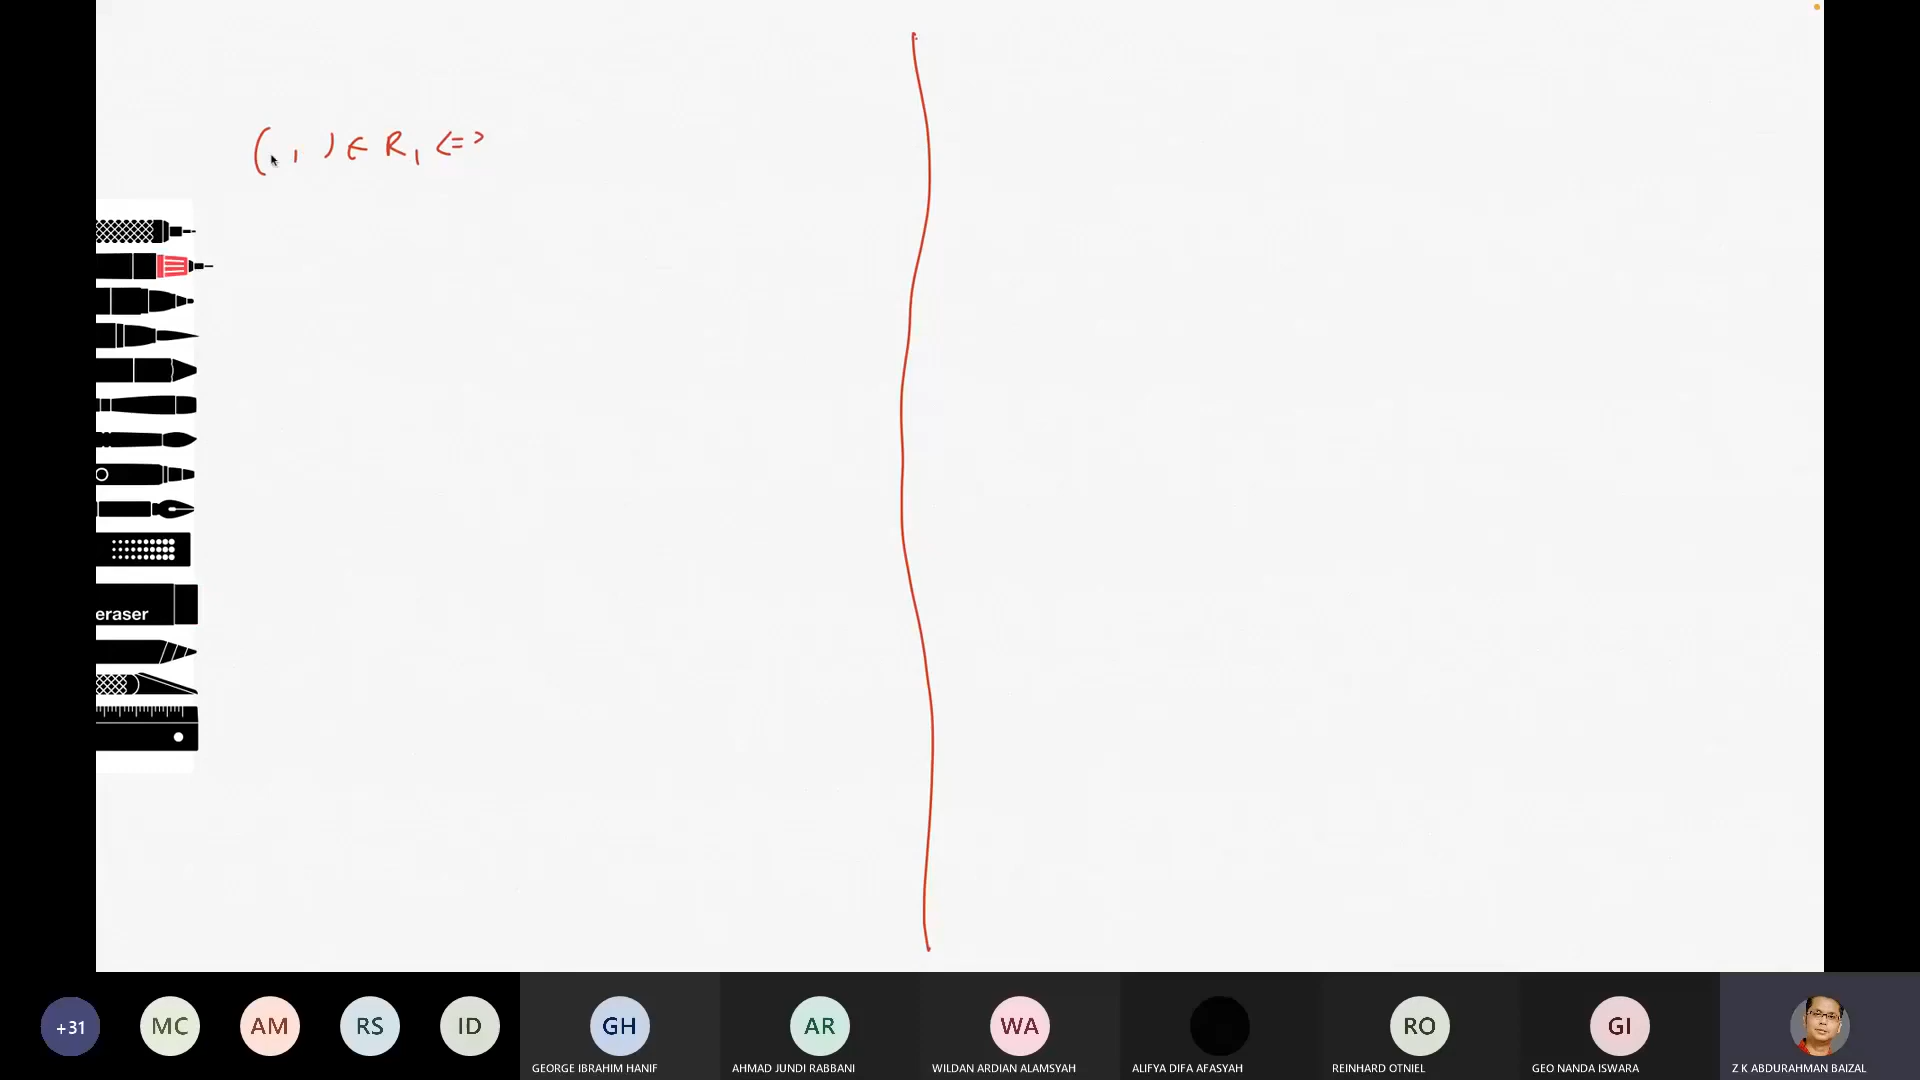 ( , ) ∈ R₁ <=>
eraser
+31
MC
AM
RS
ID
GH
AR
WA
RO
GI
GEORGE IBRAHIM HANIF
AHMAD JUNDI RABBANI
WILDAN ARDIAN ALAMSYAH
ALIFYA DIFA AFASYAH
REINHARD OTNIEL
GEO NANDA ISWARA
Z K ABDURAHMAN BAIZAL